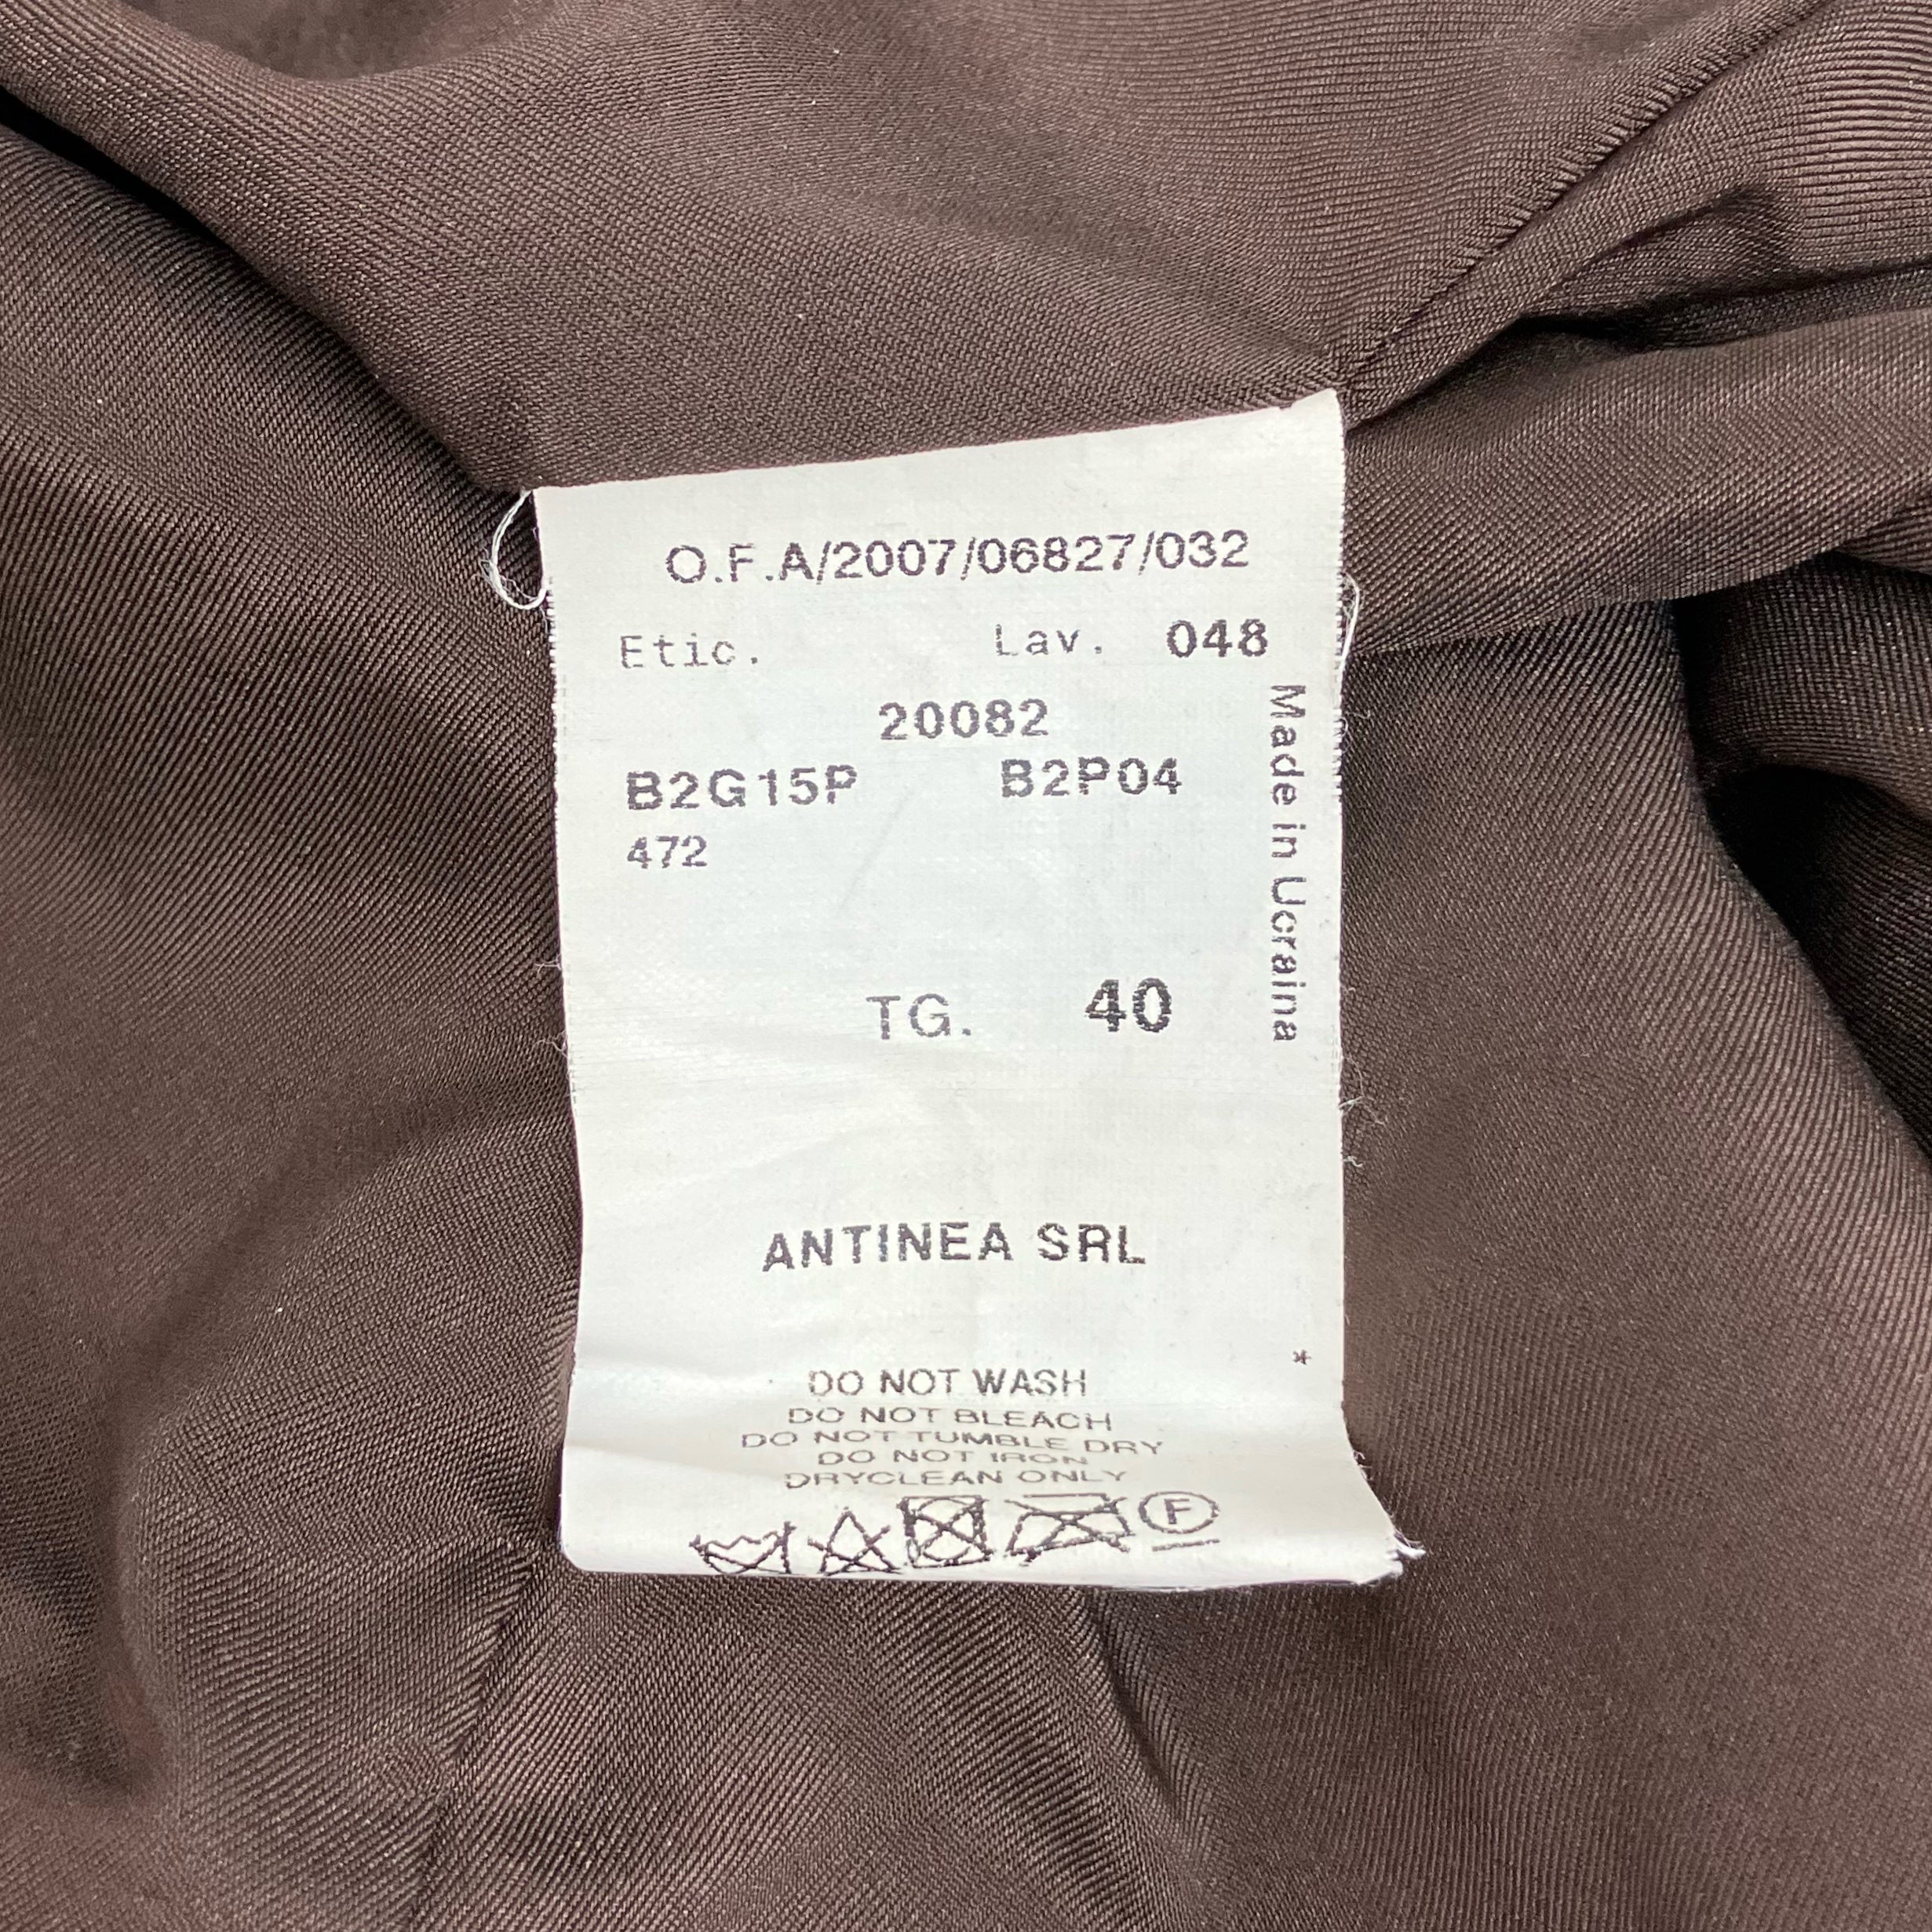 O.F.A/2007/06827/032
Etic. Lav. 048
20082
B2G15P B2P04
472
Made in Ucraina
TG. 40
ANTINEA SRL
*
DO NOT WASH
DO NOT BLEACH
DO NOT TUMBLE DRY
DO NOT IRON
DRYCLEAN ONLY
F